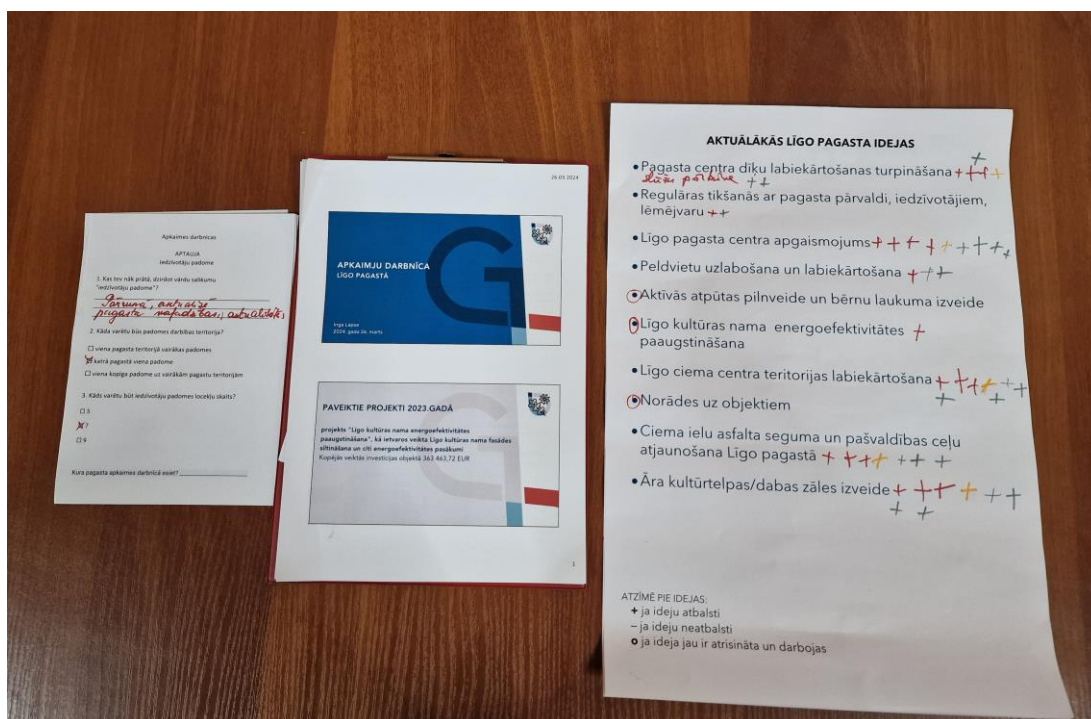 Apkaimes darbnīcas
APTAUJA
Iedzīvotāju padome
1. Kas tev nāk prātā, dzirdot vārdu salikumu
"iedzīvotāju padome"?
Pārzina,
pagasta
2. Kāda varētu būt padomes darbības teritorija?
☐ viena pagasta teritorijā vairākas padomes
☒ katrā pagastā viena padome
☐ viena kopīga padome uz vairākām pagastu teritorijām
3. Kāds varētu būt iedzīvotāju padomes locekļu skaits?
☐ 5
☒ 7
☐ 9
Kura pagasta apkaimes darbnīcā esiet?
26.03.2024
APKAIMJU DARBNĪCA
LĪGO PAGASTĀ
Inga Lapse
2024. gada 26. marts
PAVEIKTIE PROJEKTI 2023.GADĀ
projekts "Līgo kultūras nama energoefektivitātes
paaugstināšana", kā ietvaros veikta Līgo kultūras nama fasādes
siltināšana un citi energoefektivitātes pasākumi
Kopējās veiktās investīcijas objektā 363 463,72 EUR
1
AKTUĀLĀKĀS LĪGO PAGASTA IDEJAS
• Pagasta centra dīķu labiekārtošanas turpināšana + + + + +
slūžu pārbūve + +
• Regulāras tikšanās ar pagasta pārvaldi, iedzīvotājiem,
lēmējvaru + +
• Līgo pagasta centra apgaismojums + + + + + + + + +
• Peldvietu uzlabošana un labiekārtošana + + +
• Aktīvās atpūtas pilnveide un bērnu laukuma izveide
• Līgo kultūras nama energoefektivitātes +
paaugstināšana
• Līgo ciema centra teritorijas labiekārtošana + + + + + + + +
• Norādes uz objektiem
• Ciema ielu asfalta seguma un pašvaldības ceļu
atjaunošana Līgo pagastā + + + + + + +
• Āra kultūrtelpas/dabas zāles izveide + + + + + + + +
ATZĪMĒ PIE IDEJAS:
+ ja ideju atbalsti
– ja ideju neatbalsti
o ja ideja jau ir atrisināta un darbojas